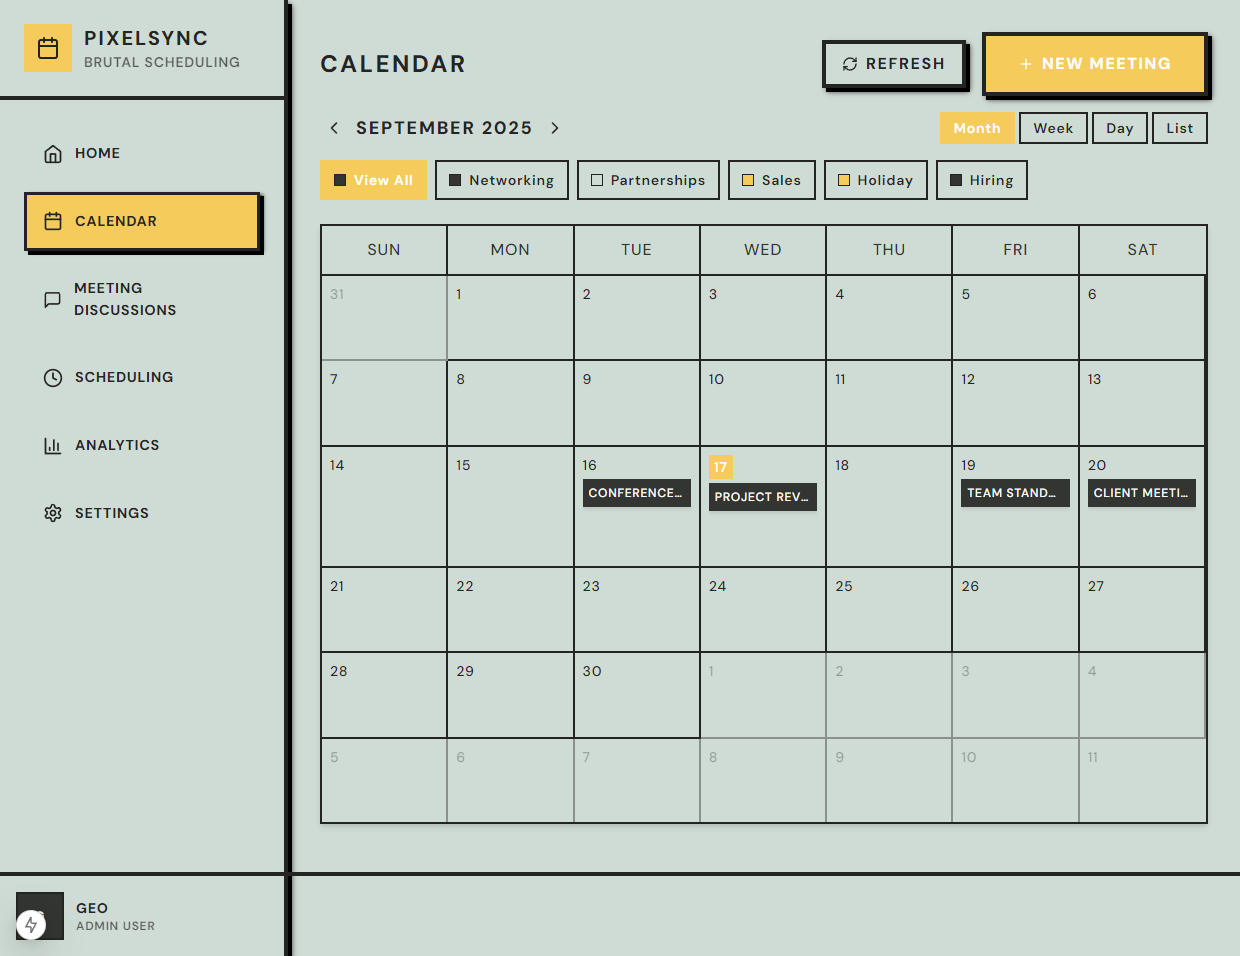 PIXELSYNC
BRUTAL SCHEDULING
HOME
CALENDAR
MEETING
DISCUSSIONS
SCHEDULING
ANALYTICS
SETTINGS
GEO
ADMIN USER
CALENDAR
REFRESH
+ NEW MEETING
SEPTEMBER 2025
Month Week Day List
View All Networking Partnerships Sales Holiday Hiring
SUN MON TUE WED THU FRI SAT
31 1 2 3 4 5 6
7 8 9 10 11 12 13
14 15 16 17 18 19 20
CONFERENCE... PROJECT REV... TEAM STAND... CLIENT MEETI...
21 22 23 24 25 26 27
28 29 30 1 2 3 4
5 6 7 8 9 10 11